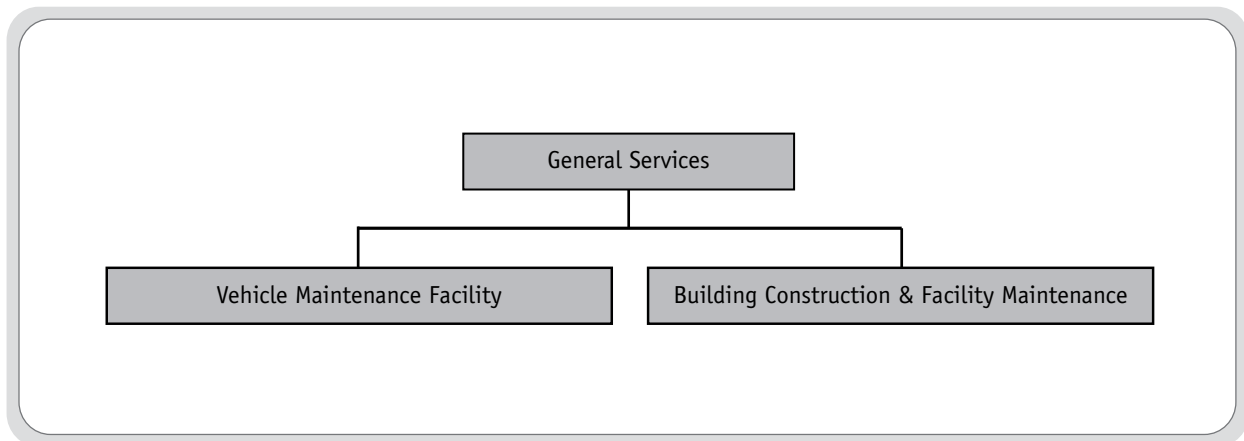 General Services
Vehicle Maintenance Facility
Building Construction & Facility Maintenance